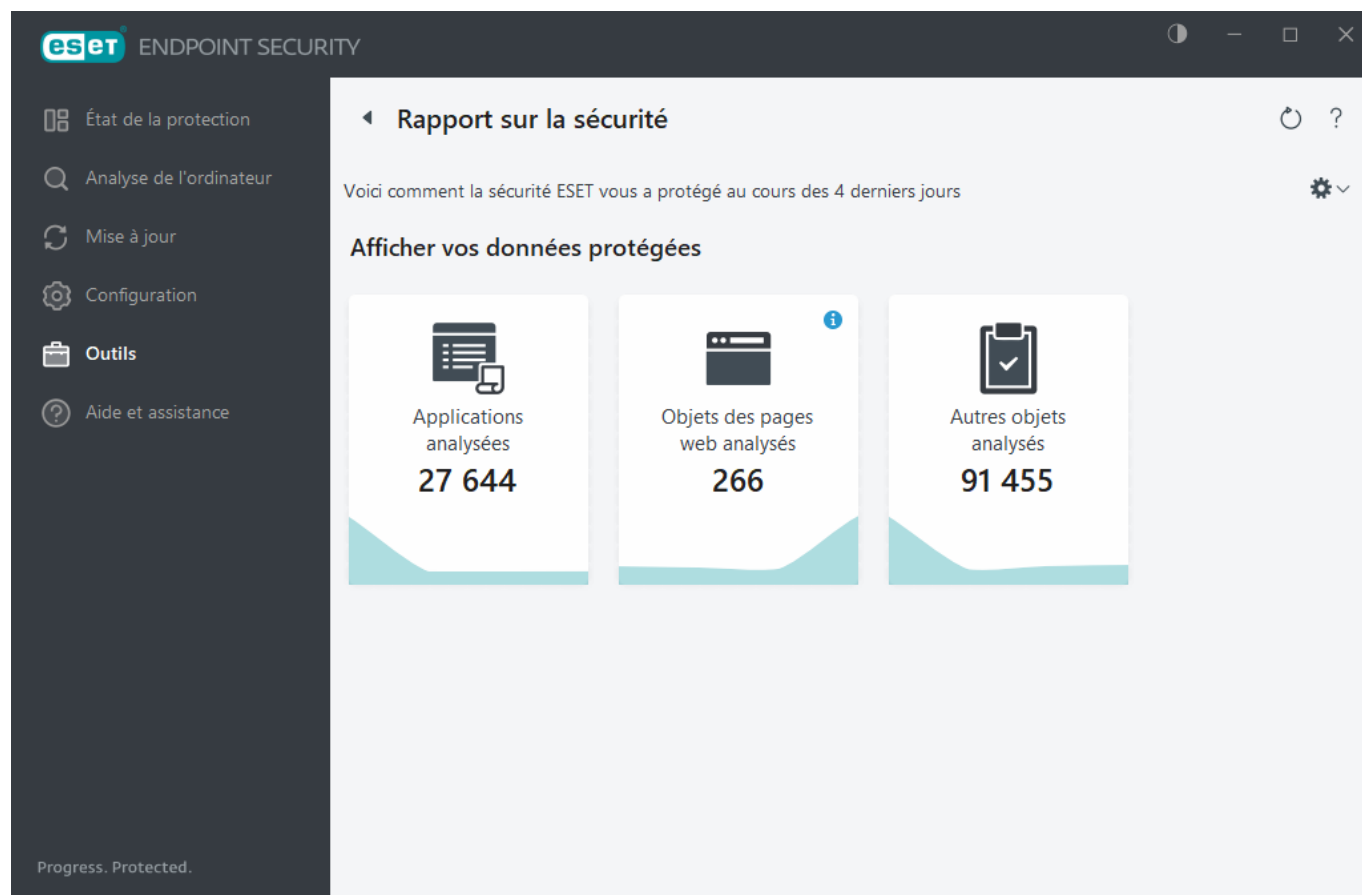 eset ENDPOINT SECURITY
État de la protection
Analyse de l'ordinateur
Mise à jour
Configuration
Outils
Aide et assistance
Progress. Protected.
Rapport sur la sécurité
?
Voici comment la sécurité ESET vous a protégé au cours des 4 derniers jours
Afficher vos données protégées
Applications
analysées
27 644
Objets des pages
web analysés
266
Autres objets
analysés
91 455